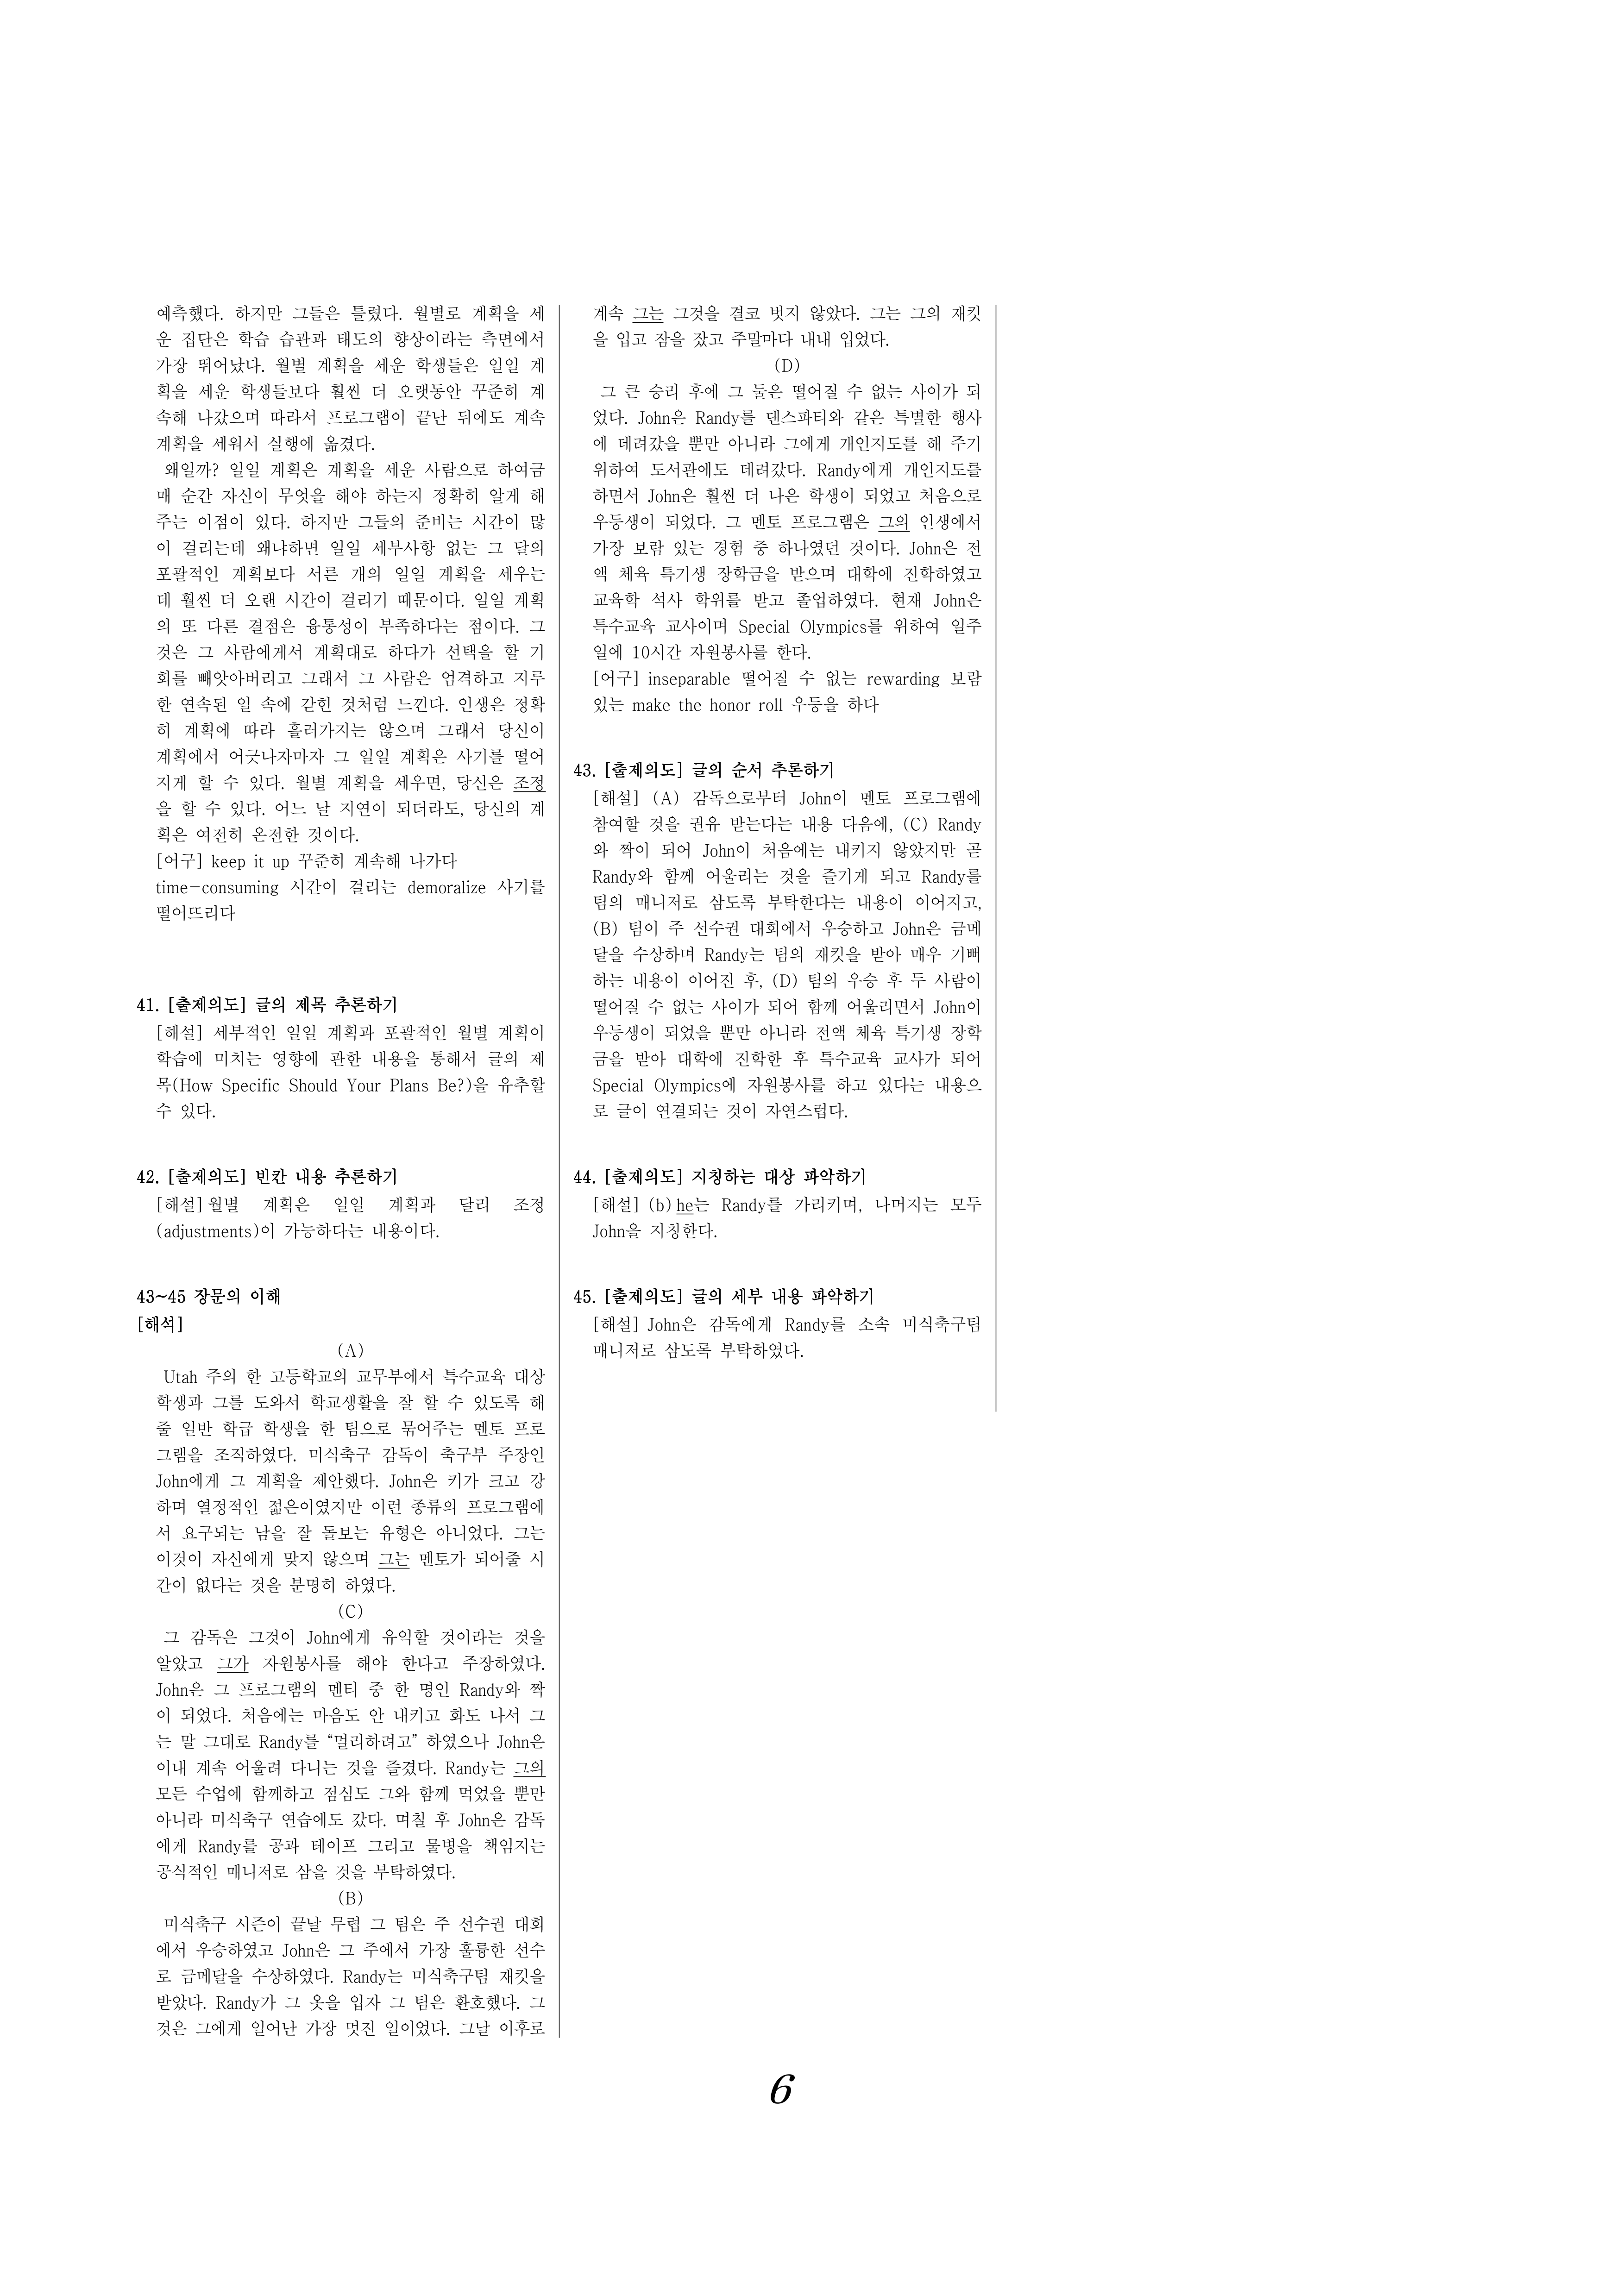 예측했다. 하지만 그들은 틀렸다. 월별로 계획을 세
운 집단은 학습 습관과 태도의 향상이라는 측면에서
가장 뛰어났다. 월별 계획을 세운 학생들은 일일 계
획을 세운 학생들보다 훨씬 더 오랫동안 꾸준히 계
속해 나갔으며 따라서 프로그램이 끝난 뒤에도 계속
계획을 세워서 실행에 옮겼다.
왜일까? 일일 계획은 계획을 세운 사람으로 하여금
매 순간 자신이 무엇을 해야 하는지 정확히 알게 해
주는 이점이 있다. 하지만 그들의 준비는 시간이 많
이 걸리는데 왜냐하면 일일 세부사항 없는 그 달의
포괄적인 계획보다 서른 개의 일일 계획을 세우는
데 훨씬 더 오랜 시간이 걸리기 때문이다. 일일 계획
의 또 다른 결점은 융통성이 부족하다는 점이다. 그
것은 그 사람에게서 계획대로 하다가 선택을 할 기
회를 빼앗아버리고 그래서 그 사람은 엄격하고 지루
한 연속된 일 속에 갇힌 것처럼 느낀다. 인생은 정확
히 계획에 따라 흘러가지는 않으며 그래서 당신이
계획에서 어긋나자마자 그 일일 계획은 사기를 떨어
지게 할 수 있다. 월별 계획을 세우면, 당신은 조정
을 할 수 있다. 어느 날 지연이 되더라도, 당신의 계
획은 여전히 온전한 것이다.
[어구] keep it up 꾸준히 계속해 나가다
time-consuming 시간이 걸리는 demoralize 사기를
떨어뜨리다
41. [출제의도] 글의 제목 추론하기
[해설] 세부적인 일일 계획과 포괄적인 월별 계획이
학습에 미치는 영향에 관한 내용을 통해서 글의 제
목(How Specific Should Your Plans Be?)을 유추할
수 있다.
42. [출제의도] 빈칸 내용 추론하기
[해설] 월별 계획은 일일 계획과 달리 조정
(adjustments)이 가능하다는 내용이다.
43~45 장문의 이해
[해석]
(A)
Utah 주의 한 고등학교의 교무부에서 특수교육 대상
학생과 그를 도와서 학교생활을 잘 할 수 있도록 해
줄 일반 학급 학생을 한 팀으로 묶어주는 멘토 프로
그램을 조직하였다. 미식축구 감독이 축구부 주장인
John에게 그 계획을 제안했다. John은 키가 크고 강
하며 열정적인 젊은이였지만 이런 종류의 프로그램에
서 요구되는 남을 잘 돌보는 유형은 아니었다. 그는
이것이 자신에게 맞지 않으며 그는 멘토가 되어줄 시
간이 없다는 것을 분명히 하였다.
(C)
그 감독은 그것이 John에게 유익할 것이라는 것을
알았고 그가 자원봉사를 해야 한다고 주장하였다.
John은 그 프로그램의 멘티 중 한 명인 Randy와 짝
이 되었다. 처음에는 마음도 안 내키고 화도 나서 그
는 말 그대로 Randy를 “멀리하려고” 하였으나 John은
이내 계속 어울려 다니는 것을 즐겼다. Randy는 그의
모든 수업에 함께하고 점심도 그와 함께 먹었을 뿐만
아니라 미식축구 연습에도 갔다. 며칠 후 John은 감독
에게 Randy를 공과 테이프 그리고 물병을 책임지는
공식적인 매니저로 삼을 것을 부탁하였다.
(B)
미식축구 시즌이 끝날 무렵 그 팀은 주 선수권 대회
에서 우승하였고 John은 그 주에서 가장 훌륭한 선수
로 금메달을 수상하였다. Randy는 미식축구팀 재킷을
받았다. Randy가 그 옷을 입자 그 팀은 환호했다. 그
것은 그에게 일어난 가장 멋진 일이었다. 그날 이후로
계속 그는 그것을 결코 벗지 않았다. 그는 그의 재킷
을 입고 잠을 잤고 주말마다 내내 입었다.
(D)
그 큰 승리 후에 그 둘은 떨어질 수 없는 사이가 되
었다. John은 Randy를 댄스파티와 같은 특별한 행사
에 데려갔을 뿐만 아니라 그에게 개인지도를 해 주기
위하여 도서관에도 데려갔다. Randy에게 개인지도를
하면서 John은 훨씬 더 나은 학생이 되었고 처음으로
우등생이 되었다. 그 멘토 프로그램은 그의 인생에서
가장 보람 있는 경험 중 하나였던 것이다. John은 전
액 체육 특기생 장학금을 받으며 대학에 진학하였고
교육학 석사 학위를 받고 졸업하였다. 현재 John은
특수교육 교사이며 Special Olympics를 위하여 일주
일에 10시간 자원봉사를 한다.
[어구] inseparable 떨어질 수 없는 rewarding 보람
있는 make the honor roll 우등을 하다
43. [출제의도] 글의 순서 추론하기
[해설] (A) 감독으로부터 John이 멘토 프로그램에
참여할 것을 권유 받는다는 내용 다음에, (C) Randy
와 짝이 되어 John이 처음에는 내키지 않았지만 곧
Randy와 함께 어울리는 것을 즐기게 되고 Randy를
팀의 매니저로 삼도록 부탁한다는 내용이 이어지고,
(B) 팀이 주 선수권 대회에서 우승하고 John은 금메
달을 수상하며 Randy는 팀의 재킷을 받아 매우 기뻐
하는 내용이 이어진 후, (D) 팀의 우승 후 두 사람이
떨어질 수 없는 사이가 되어 함께 어울리면서 John이
우등생이 되었을 뿐만 아니라 전액 체육 특기생 장학
금을 받아 대학에 진학한 후 특수교육 교사가 되어
Special Olympics에 자원봉사를 하고 있다는 내용으
로 글이 연결되는 것이 자연스럽다.
44. [출제의도] 지칭하는 대상 파악하기
[해설] (b) he는 Randy를 가리키며, 나머지는 모두
John을 지칭한다.
45. [출제의도] 글의 세부 내용 파악하기
[해설] John은 감독에게 Randy를 소속 미식축구팀
매니저로 삼도록 부탁하였다.
6